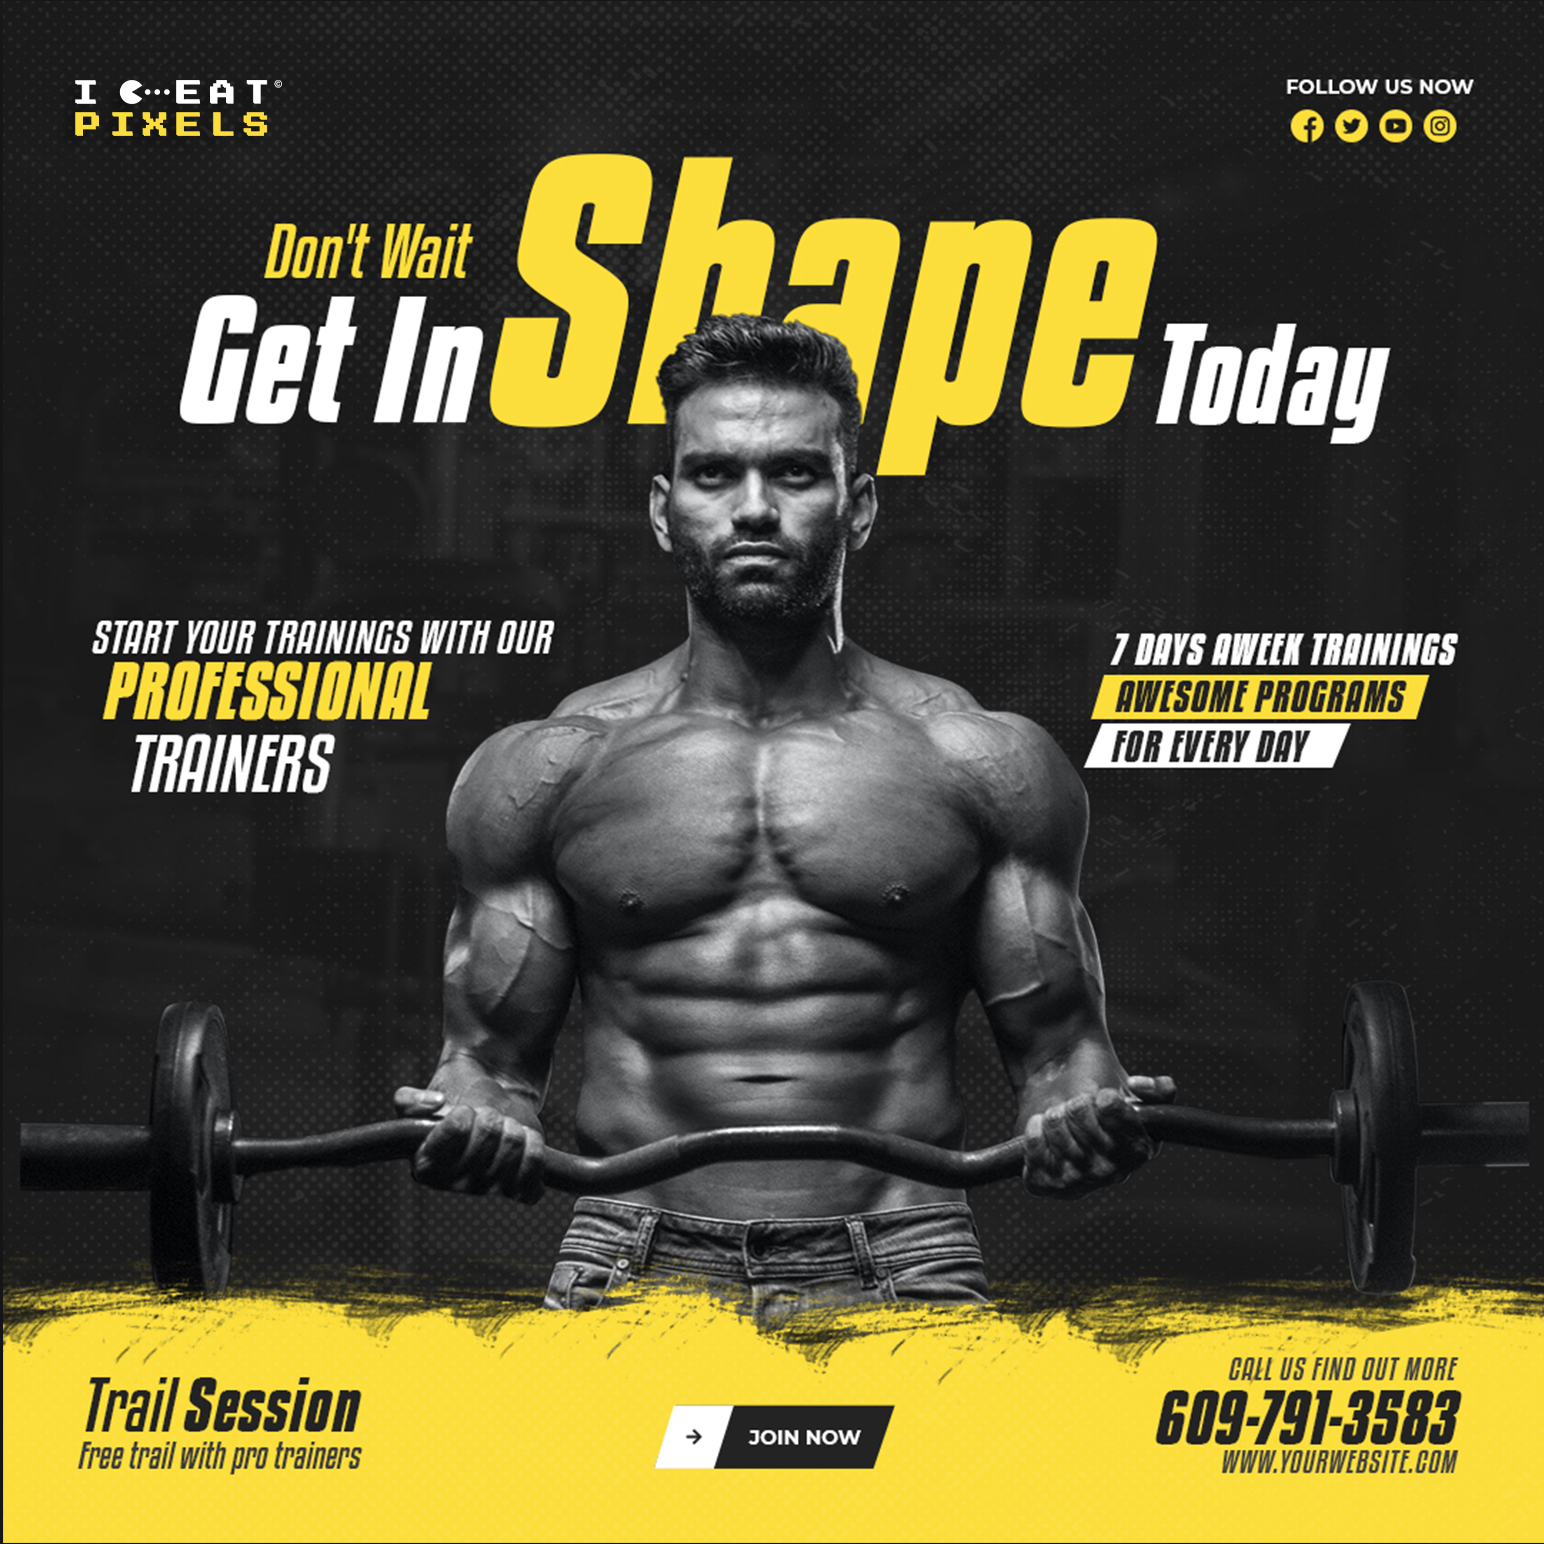 I EAT©
PIXELS
FOLLOW US NOW
Don't Wait
Get In Shape Today
START YOUR TRAININGS WITH OUR
PROFESSIONAL
TRAINERS
7 DAYS AWEEK TRAININGS
AWESOME PROGRAMS
FOR EVERY DAY
Trail Session
Free trail with pro trainers
JOIN NOW
CALL US FIND OUT MORE
609-791-3583
WWW.YOURWEBSITE.COM